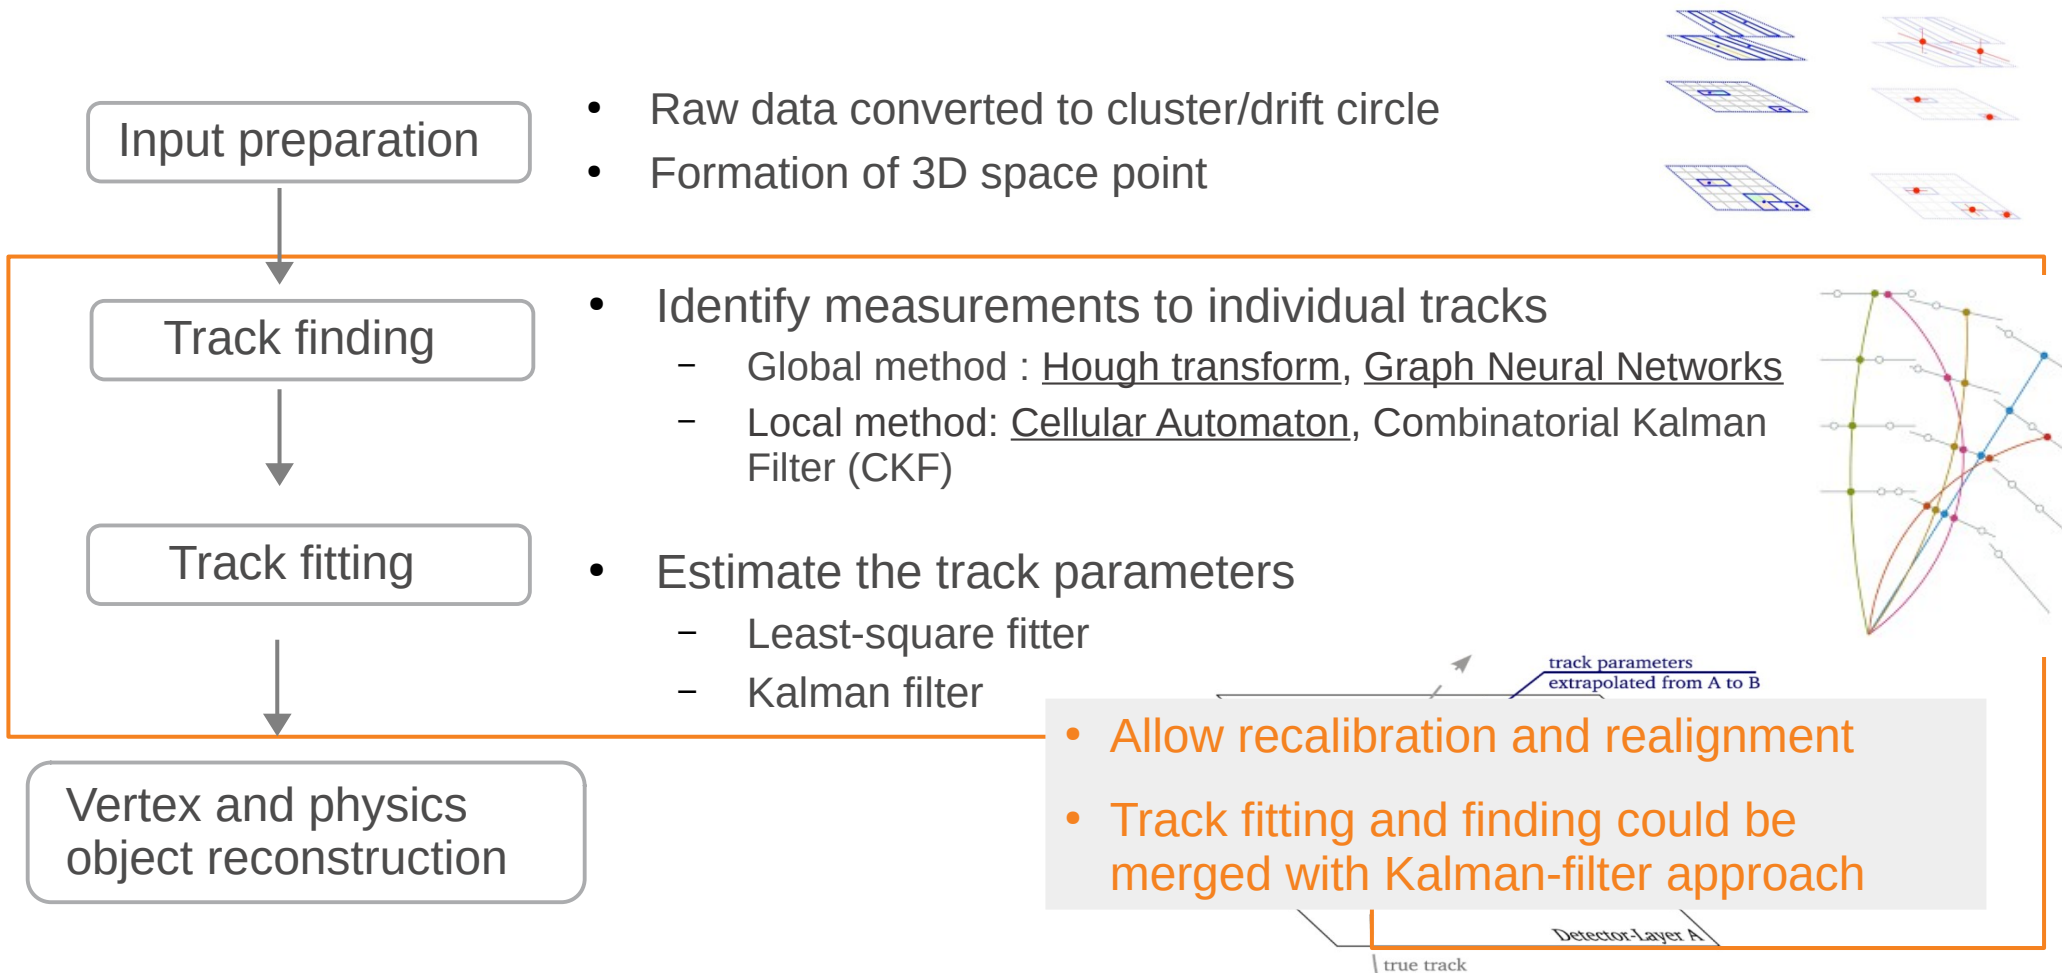 Input preparation
• Raw data converted to cluster/drift circle
• Formation of 3D space point
Track finding
• Identify measurements to individual tracks
– Global method : Hough transform, Graph Neural Networks
– Local method: Cellular Automaton, Combinatorial Kalman
Filter (CKF)
Track fitting
• Estimate the track parameters
– Least-square fitter
– Kalman filter
track parameters
extrapolated from A to B
• Allow recalibration and realignment
• Track fitting and finding could be
merged with Kalman-filter approach
Vertex and physics
object reconstruction
Detector-Layer A
true track